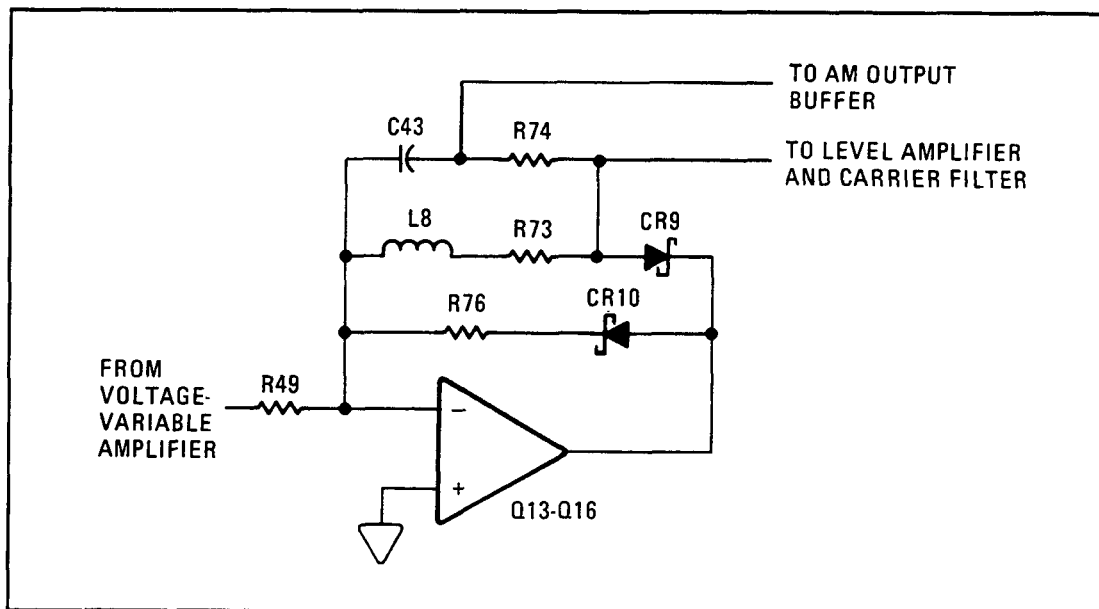 TO AM OUTPUT
BUFFER
C43
R74
TO LEVEL AMPLIFIER
AND CARRIER FILTER
L8
R73
CR9
R76
CR10
FROM
VOLTAGE-
VARIABLE
AMPLIFIER
R49
−
+
Q13-Q16